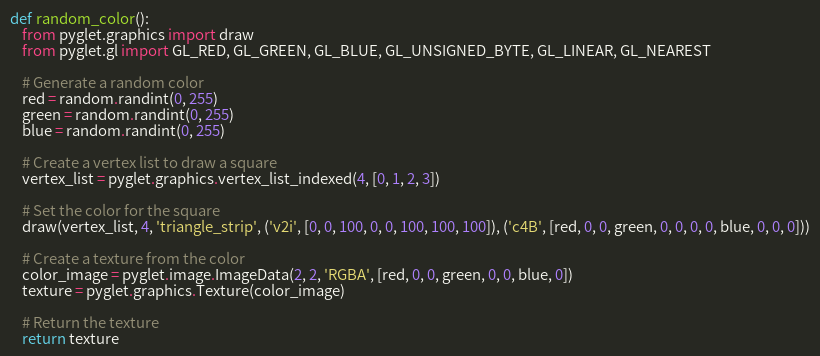 def random_color():
from pyglet.graphics import draw
from pyglet.gl import GL_RED, GL_GREEN, GL_BLUE, GL_UNSIGNED_BYTE, GL_LINEAR, GL_NEAREST
# Generate a random color
red = random.randint(0, 255)
green = random.randint(0, 255)
blue = random.randint(0, 255)
# Create a vertex list to draw a square
vertex_list = pyglet.graphics.vertex_list_indexed(4, [0, 1, 2, 3])
# Set the color for the square
draw(vertex_list, 4, 'triangle_strip', ('v2i', [0, 0, 100, 0, 0, 100, 100, 100]), ('c4B', [red, 0, 0, green, 0, 0, 0, 0, blue, 0, 0, 0]))
# Create a texture from the color
color_image = pyglet.image.ImageData(2, 2, 'RGBA', [red, 0, 0, green, 0, 0, blue, 0])
texture = pyglet.graphics.Texture(color_image)
# Return the texture
return texture